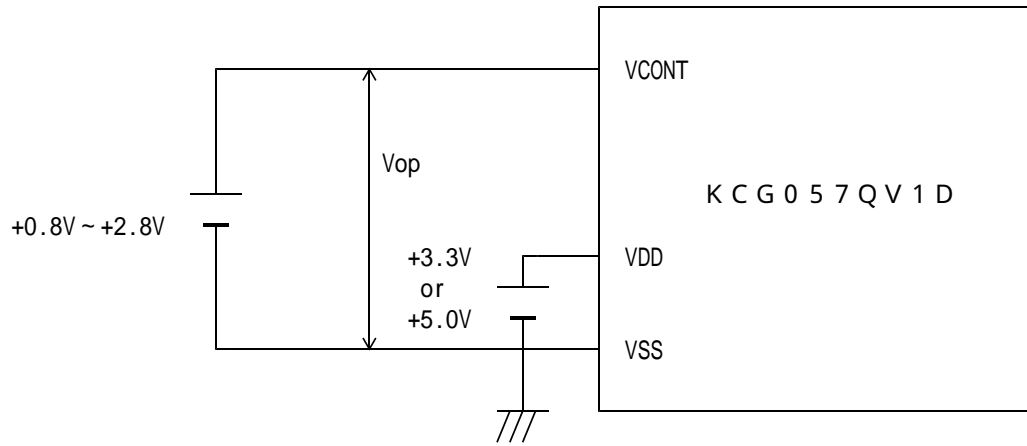 VCONT
Vop
KCG057QV1D
+0.8V~+2.8V
+3.3V
or
+5.0V
VDD
VSS